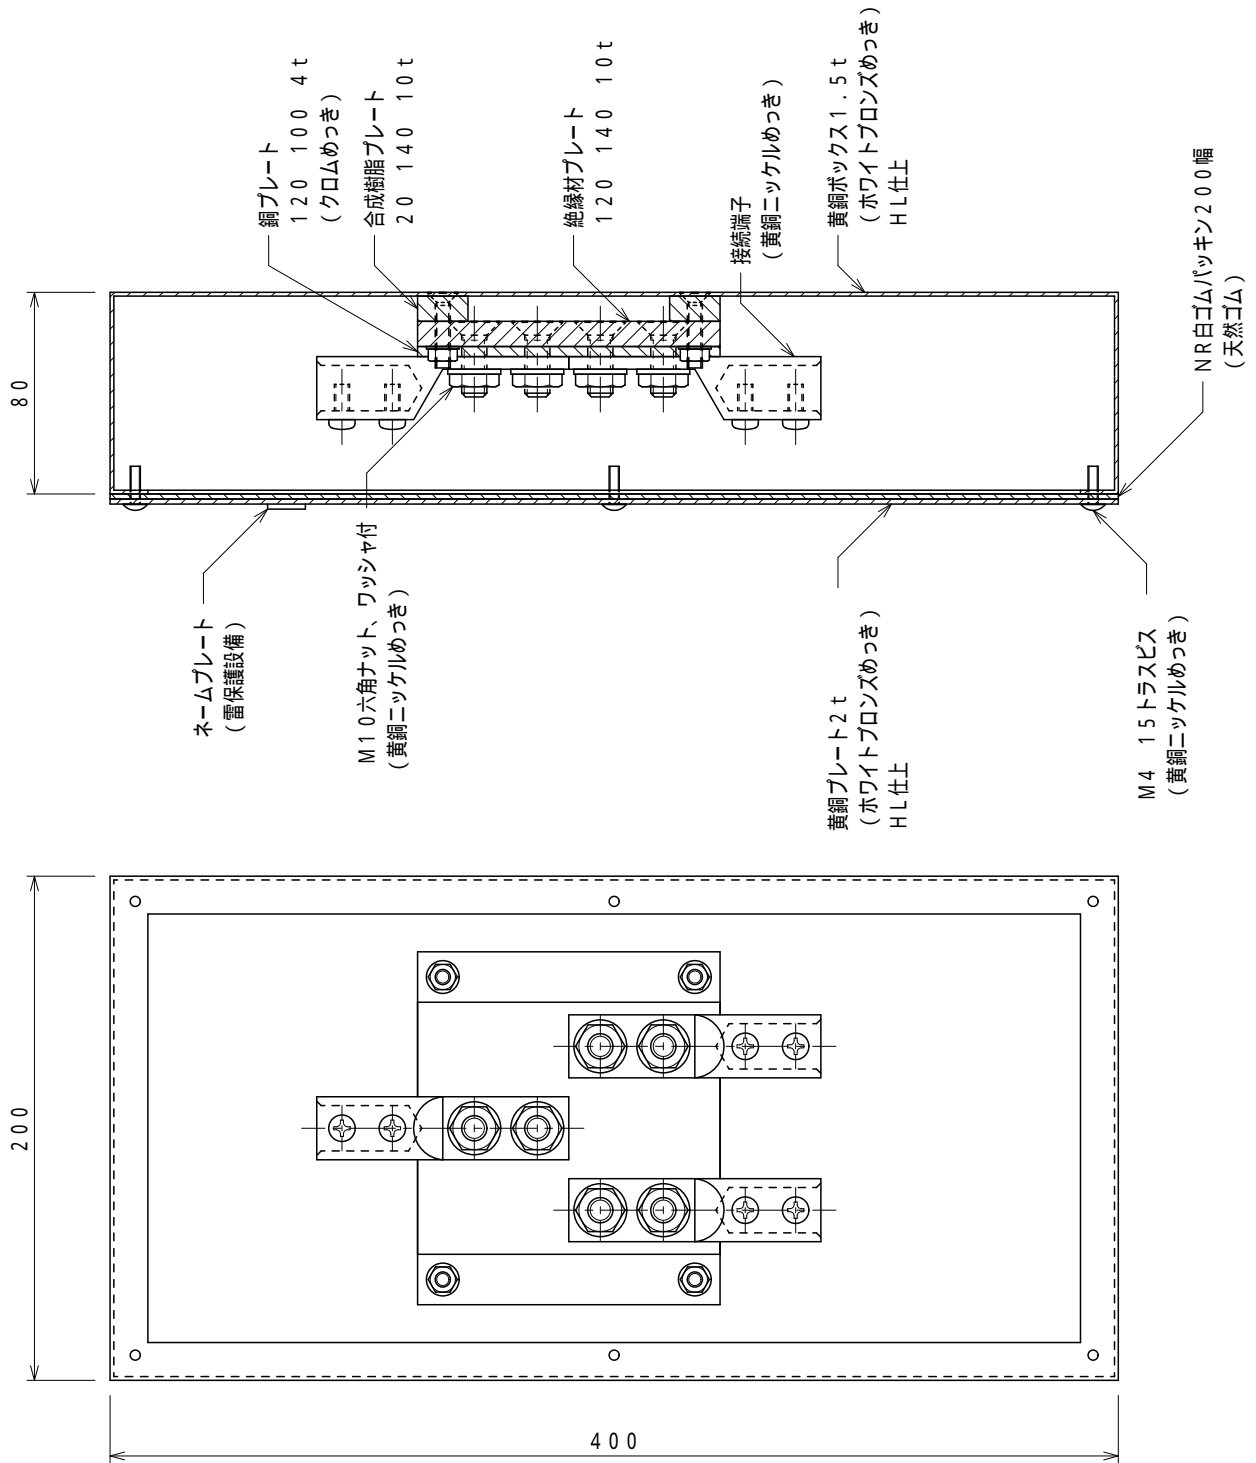 銅プレート
120 100 4t
(クロムめっき)
合成樹脂プレート
20 140 10t
絶縁材プレート
120 140 10t
接続端子
(黄銅ニッケルめっき)
黄銅ボックス1.5t
(ホワイトブロンズめっき)
HL仕上
NR白ゴムパッキン200幅
(天然ゴム)
80
ネームプレート
(雷保護設備)
M10六角ナット、ワッシャ付
(黄銅ニッケルめっき)
黄銅プレート2t
(ホワイトブロンズめっき)
HL仕上
M4 15トラスビス
(黄銅ニッケルめっき)
200
400